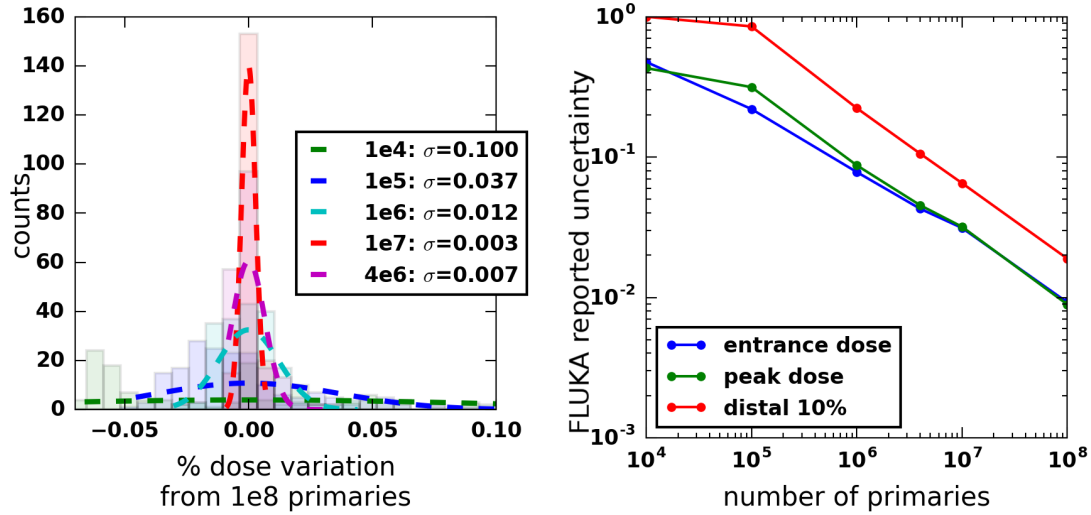 160
140
120
100
80
60
40
20
0
counts
−0.05
0.00
0.05
0.10
% dose variation
from 1e8 primaries
1e4: σ=0.100
1e5: σ=0.037
1e6: σ=0.012
1e7: σ=0.003
4e6: σ=0.007
10^0
10^-1
10^-2
10^-3
FLUKA reported uncertainty
entrance dose
peak dose
distal 10%
10^4
10^5
10^6
10^7
10^8
number of primaries